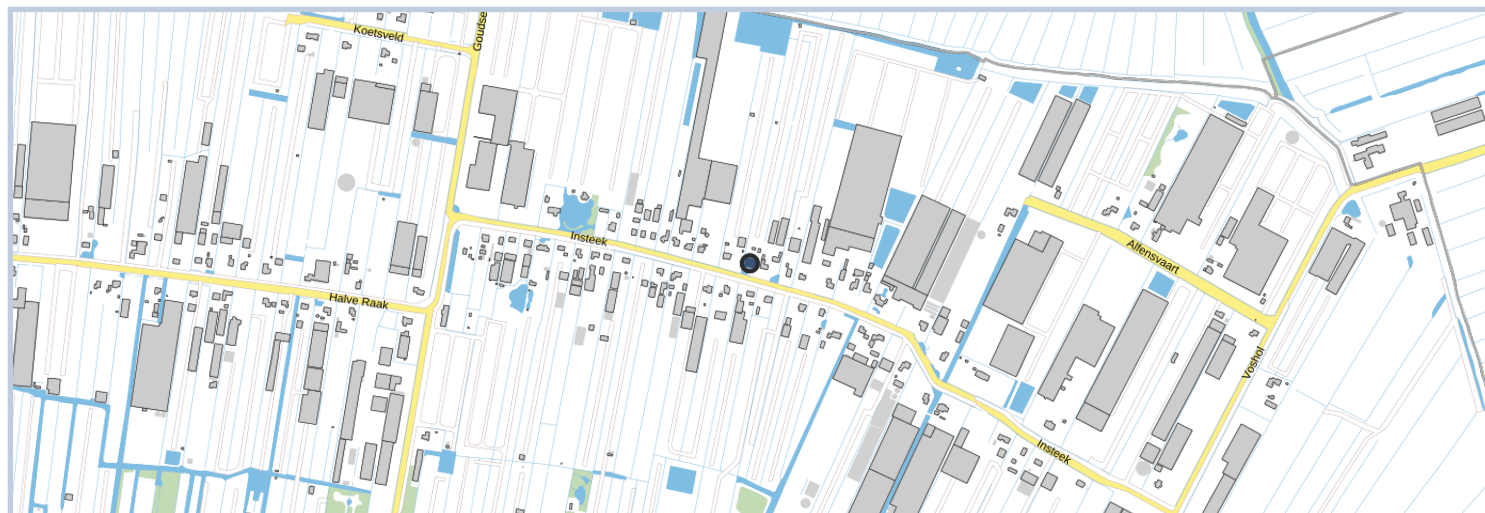 Koetsveld
Goudse
Insteek
Alfensvaart
Halve Raak
Voshol
Insteek